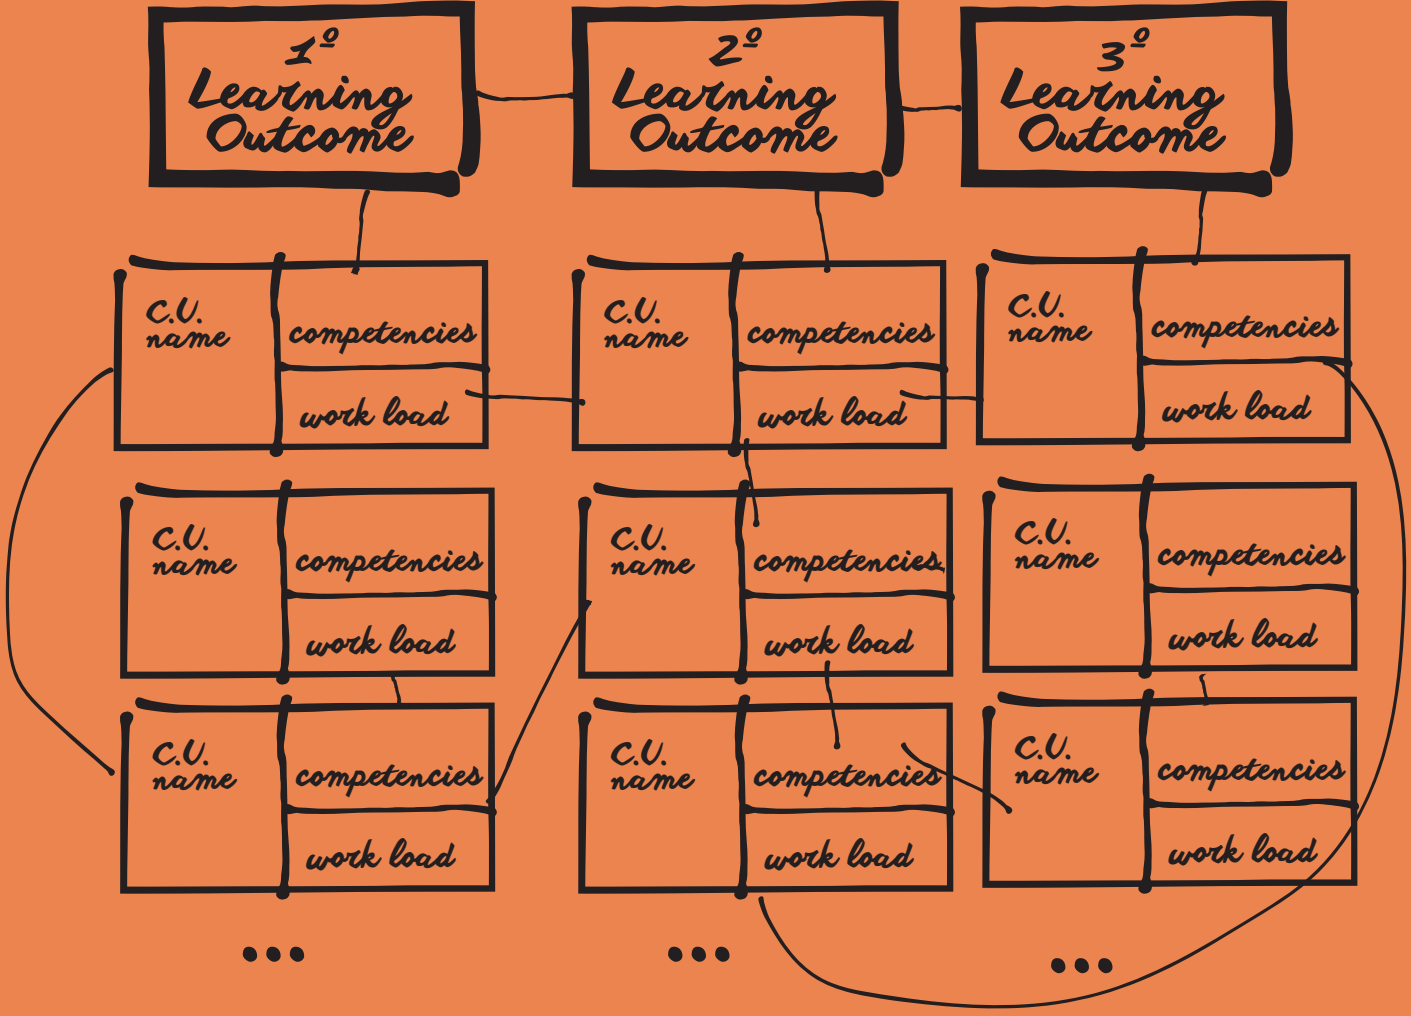 1º
Learning
Outcome
2º
Learning
Outcome
3º
Learning
Outcome
C.U.
name
competencies
work load
C.U.
name
competencies
work load
C.U.
name
competencies
work load
C.U.
name
competencies
work load
C.U.
name
competencies
work load
C.U.
name
competencies
work load
C.U.
name
competencies
work load
C.U.
name
competencies
work load
C.U.
name
competencies
work load
...
...
...